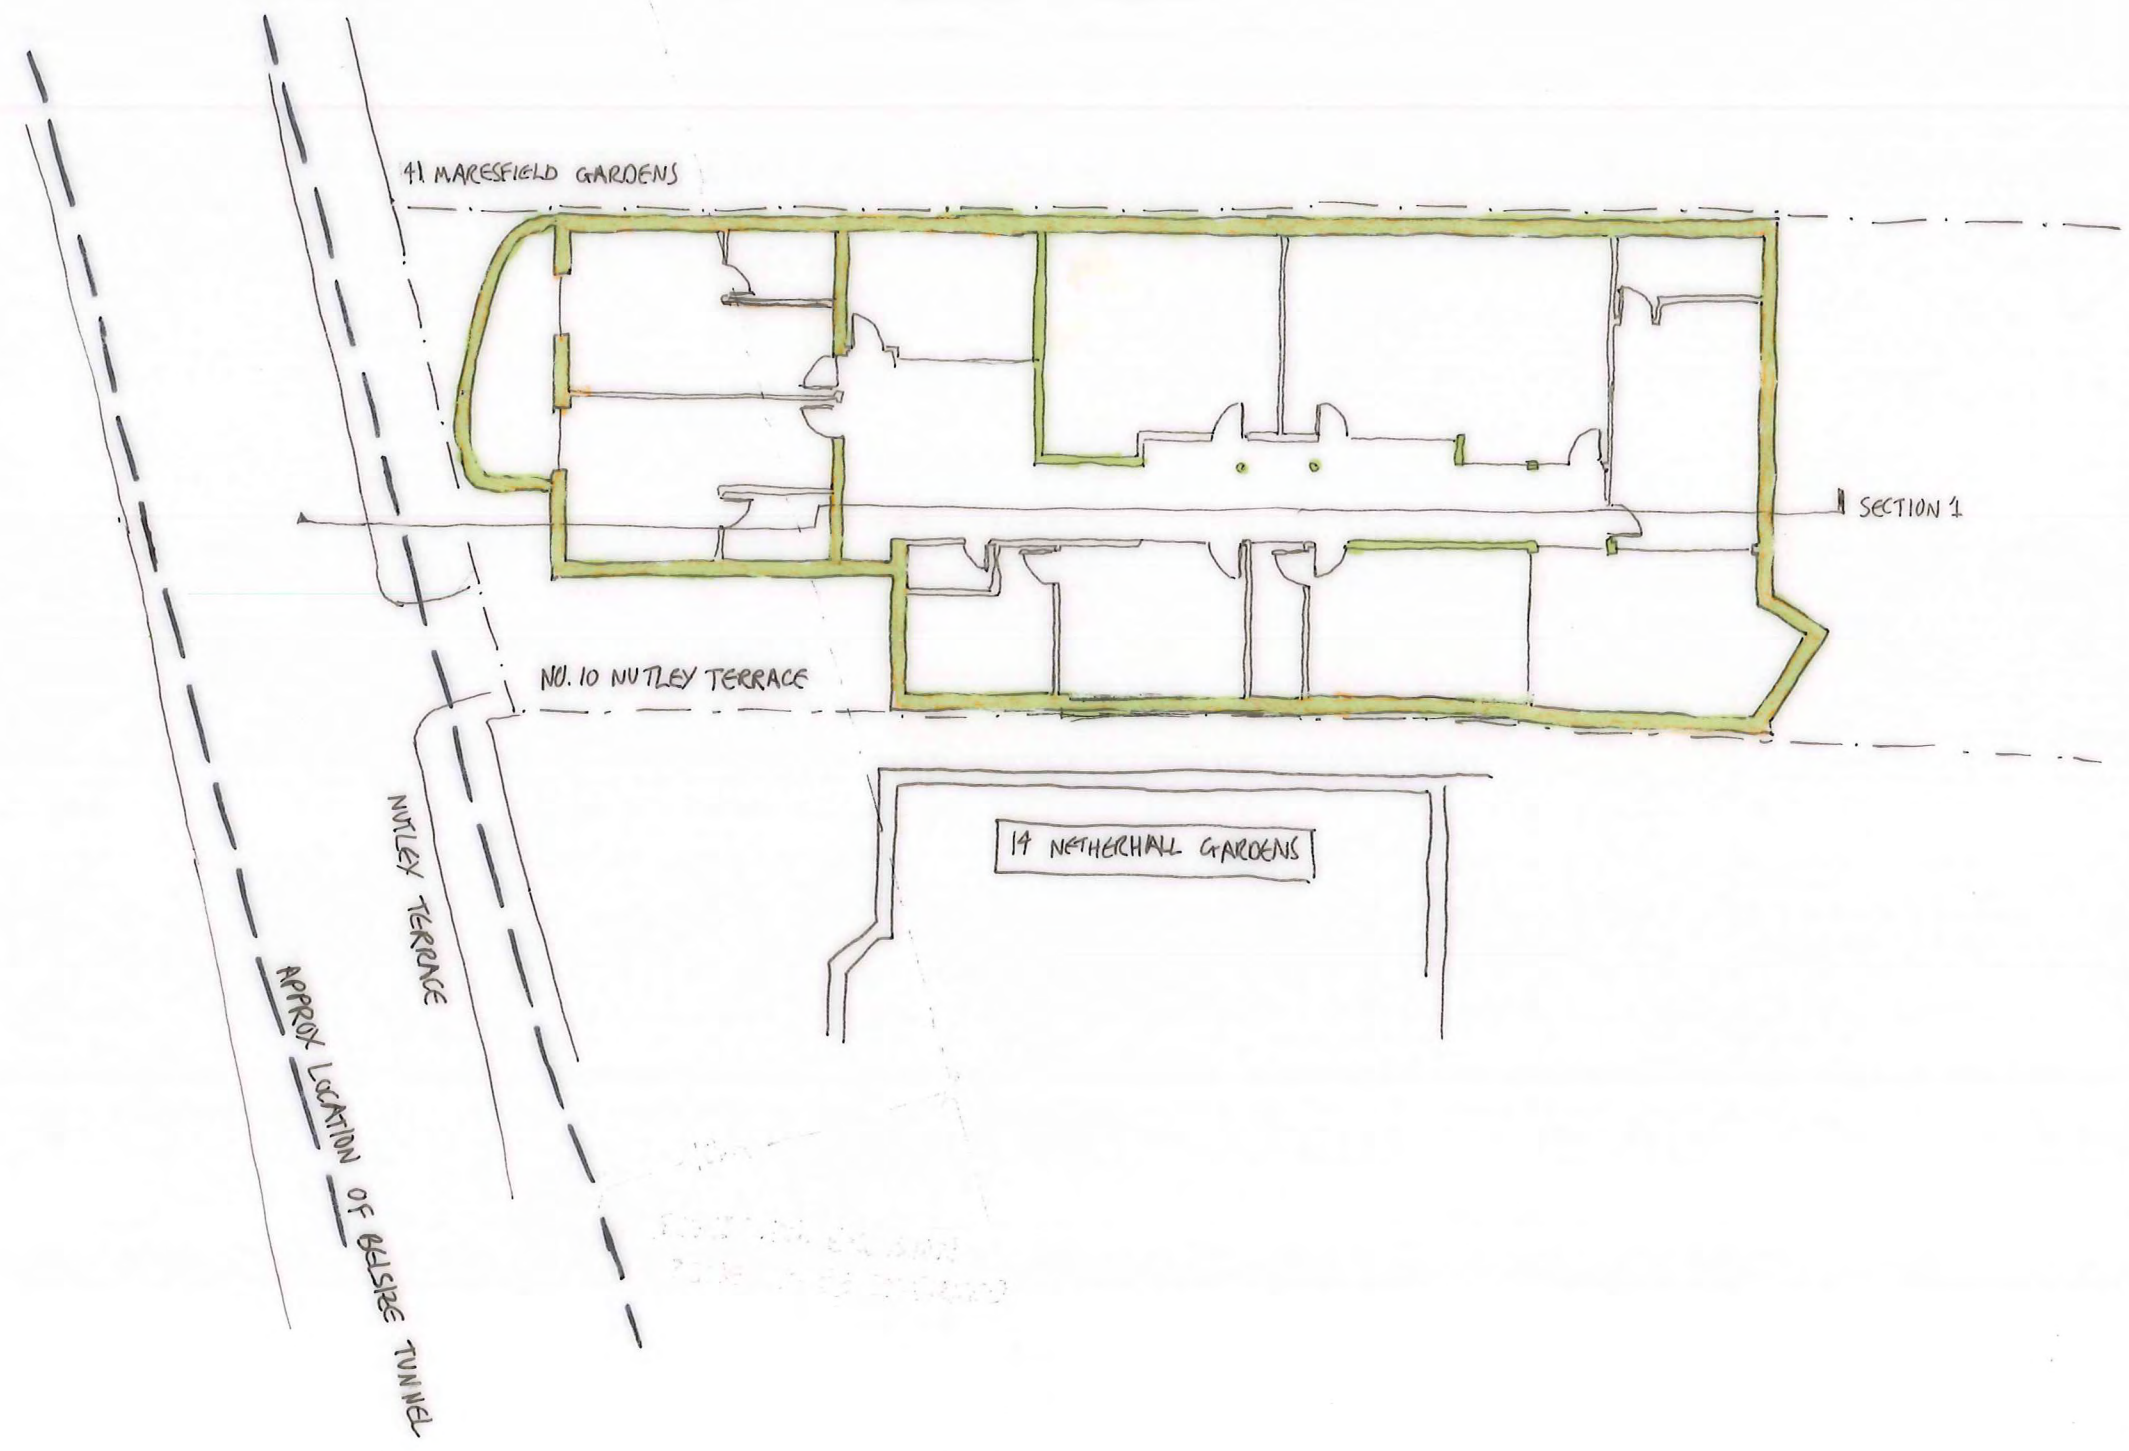 41 MARESFIELD GARDENS
SECTION 1
NO. 10 NUTLEY TERRACE
14 NETHERHALL GARDENS
NUTLEY TERRACE
APPROX LOCATION OF BELSIZE TUNNEL